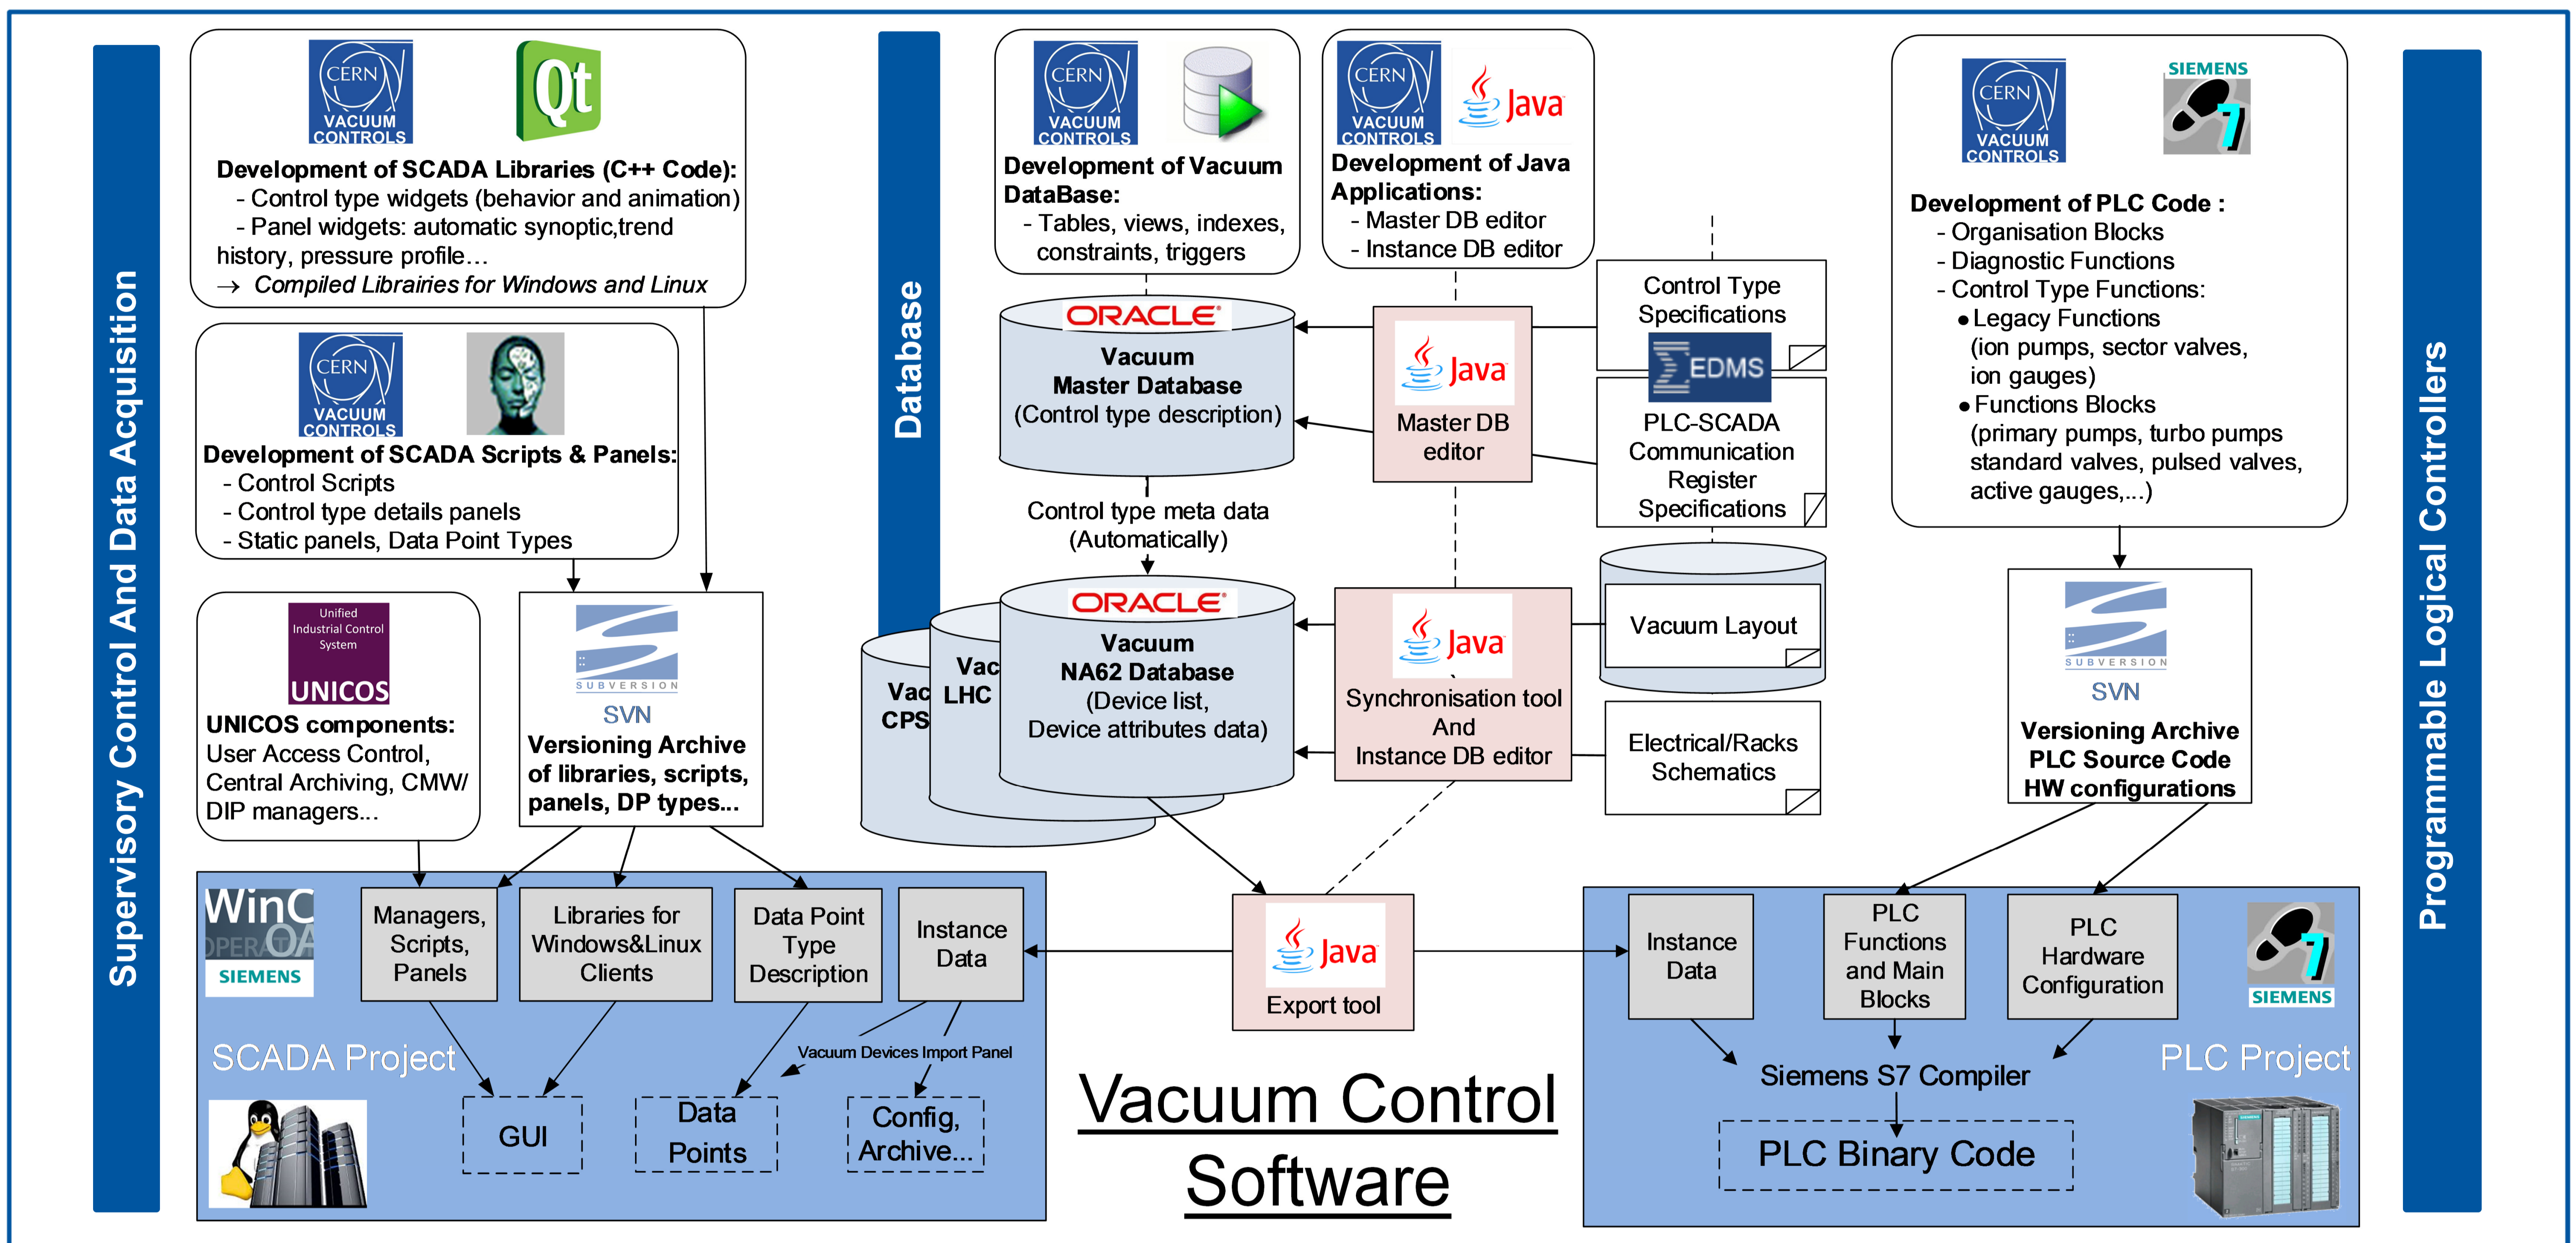 Supervisory Control And Data Acquisition
CERN
VACUUM
CONTROLS
Qt
Development of SCADA Libraries (C++ Code):
- Control type widgets (behavior and animation)
- Panel widgets: automatic synoptic,trend
history, pressure profile…
→ Compiled Librairies for Windows and Linux
CERN
VACUUM
CONTROLS
Development of SCADA Scripts & Panels:
- Control Scripts
- Control type details panels
- Static panels, Data Point Types
Unified
Industrial Control
System
UNICOS
UNICOS components:
User Access Control,
Central Archiving, CMW/
DIP managers...
SUBVERSION
SVN
Versioning Archive
of libraries, scripts,
panels, DP types...
WinC
OA
OPERAT
SIEMENS
Managers,
Scripts,
Panels
Libraries for
Windows&Linux
Clients
Data Point
Type
Description
Instance
Data
SCADA Project
Vacuum Devices Import Panel
GUI
Data
Points
Config,
Archive...
Database
CERN
VACUUM
CONTROLS
Development of Vacuum
DataBase:
- Tables, views, indexes,
constraints, triggers
CERN
VACUUM
CONTROLS
Java
Development of Java
Applications:
- Master DB editor
- Instance DB editor
ORACLE
Vacuum
Master Database
(Control type description)
Java
Master DB
editor
Control Type
Specifications
EDMS
PLC-SCADA
Communication
Register
Specifications
Control type meta data
(Automatically)
Vac
CPS
Vac
LHC
ORACLE
Vacuum
NA62 Database
(Device list,
Device attributes data)
Java
Synchronisation tool
And
Instance DB editor
Vacuum Layout
Electrical/Racks
Schematics
Java
Export tool
Vacuum Control
Software
Programmable Logical Controllers
CERN
VACUUM
CONTROLS
SIEMENS
7
Development of PLC Code :
- Organisation Blocks
- Diagnostic Functions
- Control Type Functions:
● Legacy Functions
(ion pumps, sector valves,
ion gauges)
● Functions Blocks
(primary pumps, turbo pumps
standard valves, pulsed valves,
active gauges,...)
SUBVERSION
SVN
Versioning Archive
PLC Source Code
HW configurations
Instance
Data
PLC
Functions
and Main
Blocks
PLC
Hardware
Configuration
7
SIEMENS
PLC Project
Siemens S7 Compiler
PLC Binary Code